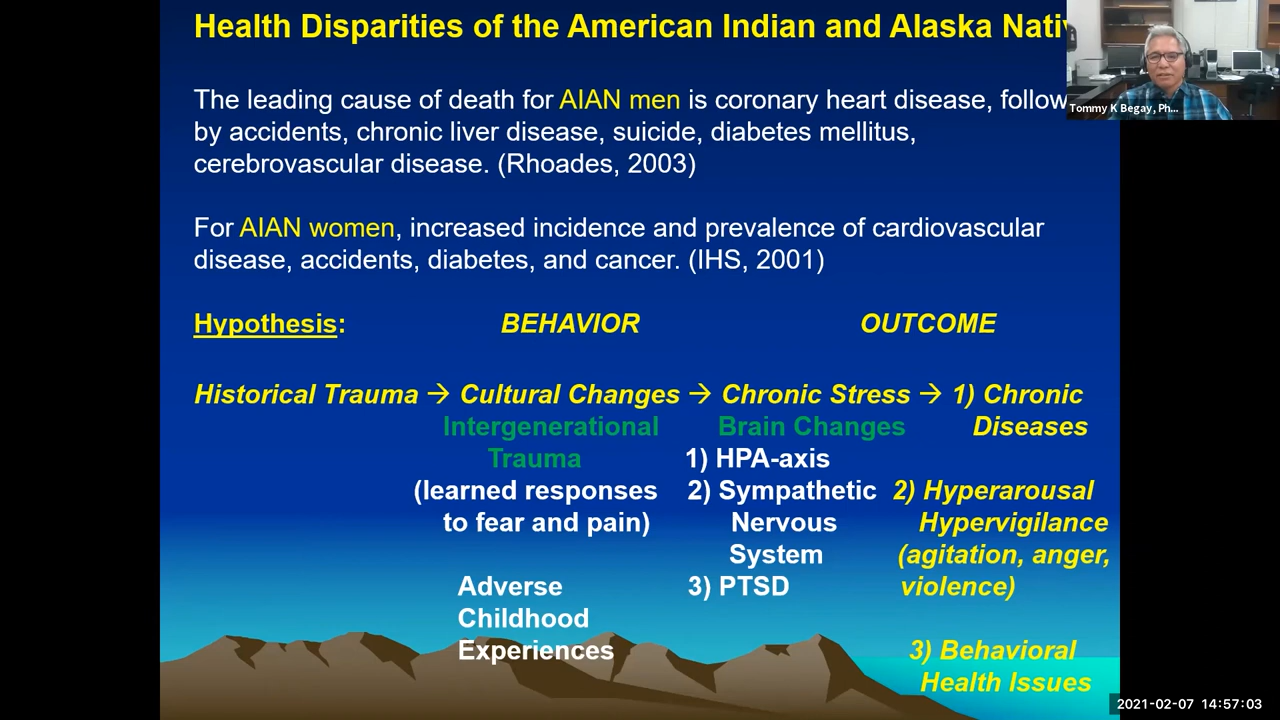 Health Disparities of the American Indian and Alaska Nativ
The leading cause of death for AIAN men is coronary heart disease, follow
by accidents, chronic liver disease, suicide, diabetes mellitus,
cerebrovascular disease. (Rhoades, 2003)
For AIAN women, increased incidence and prevalence of cardiovascular
disease, accidents, diabetes, and cancer. (IHS, 2001)
Hypothesis: BEHAVIOR OUTCOME
Historical Trauma → Cultural Changes → Chronic Stress → 1) Chronic
Intergenerational Brain Changes Diseases
Trauma 1) HPA-axis
(learned responses 2) Sympathetic 2) Hyperarousal
to fear and pain) Nervous Hypervigilance
System (agitation, anger,
Adverse 3) PTSD violence)
Childhood
Experiences 3) Behavioral
Health Issues
Tommy K Begay, Ph...
2021-02-07 14:57:03